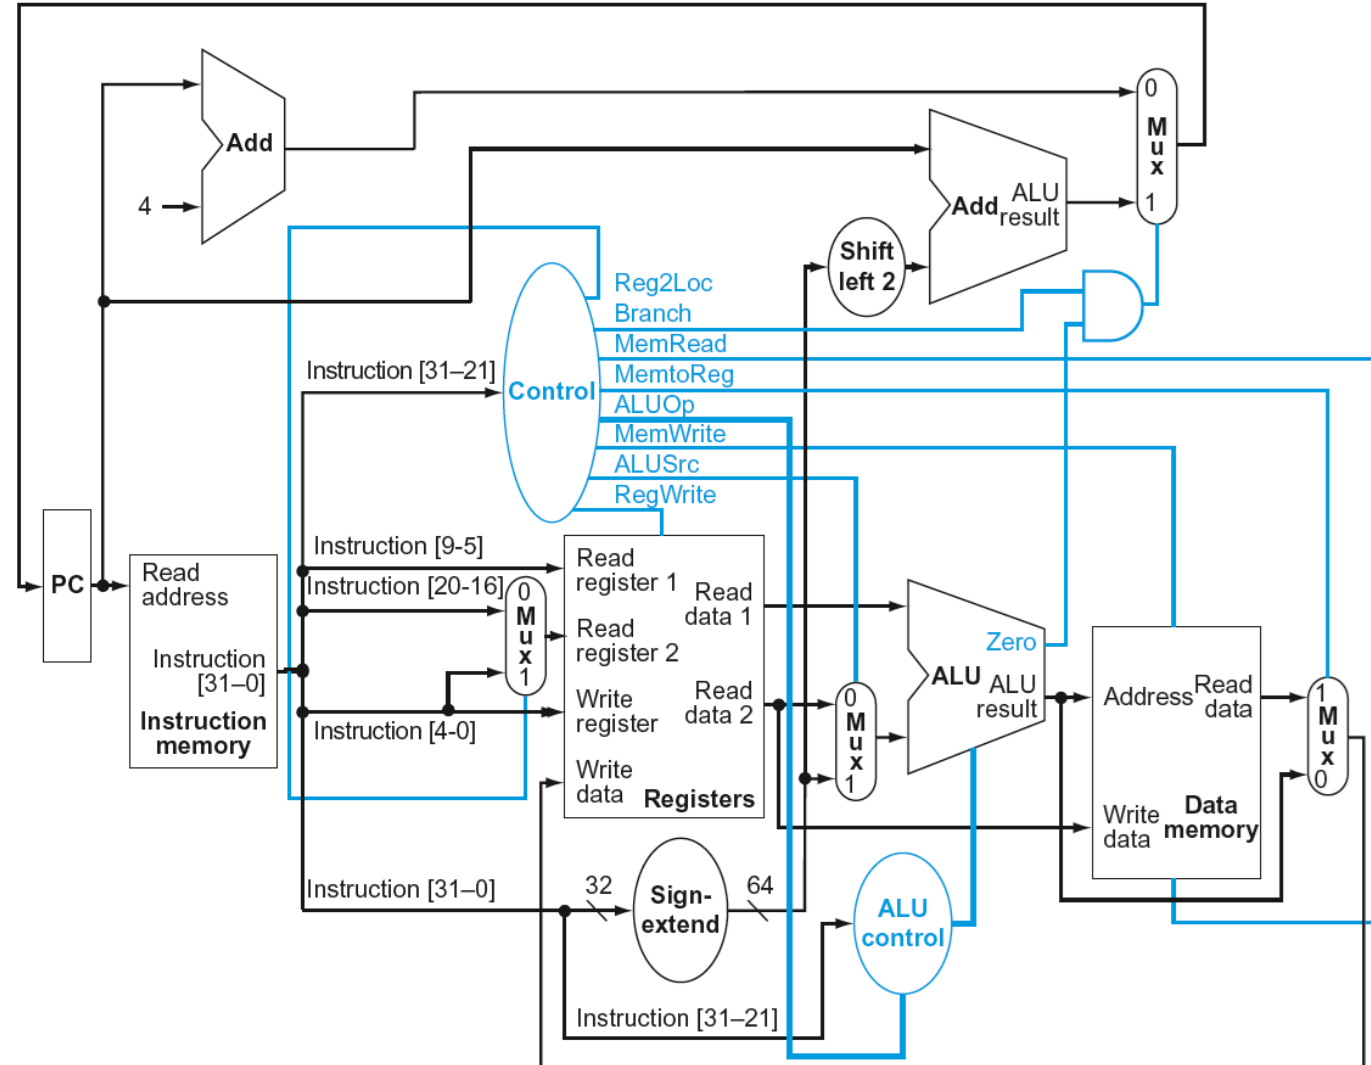 0
M
u
x
1
Add
4
Add
ALU
result
Shift
left 2
Reg2Loc
Branch
MemRead
MemtoReg
ALUOp
MemWrite
ALUSrc
RegWrite
Control
Instruction [31–21]
PC
Read
address
Instruction
[31–0]
Instruction
memory
Instruction [9-5]
Instruction [20-16]
Instruction [4-0]
0
M
u
x
1
Read
register 1
Read
register 2
Write
register
Write
data
Read
data 1
Read
data 2
Registers
0
M
u
x
1
Zero
ALU
ALU
result
Address
Read
data
Write
data
Data
memory
1
M
u
x
0
Instruction [31–0]
32
Sign-
extend
64
ALU
control
Instruction [31–21]